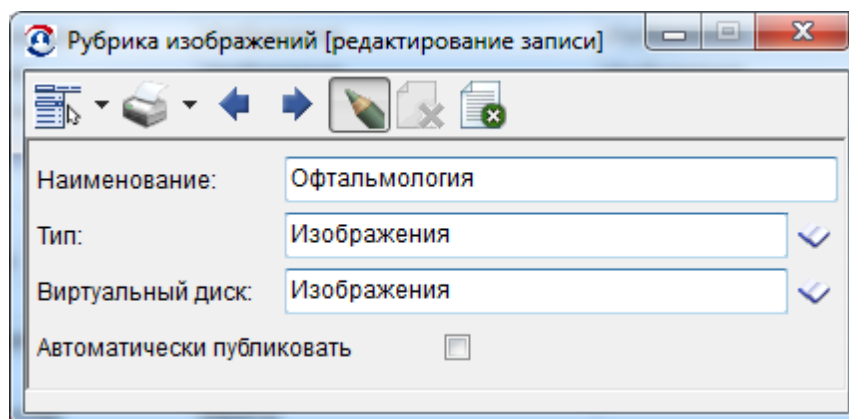 Рубрика изображений [редактирование записи]
Наименование: Офтальмология
Тип: Изображения
Виртуальный диск: Изображения
Автоматически публиковать